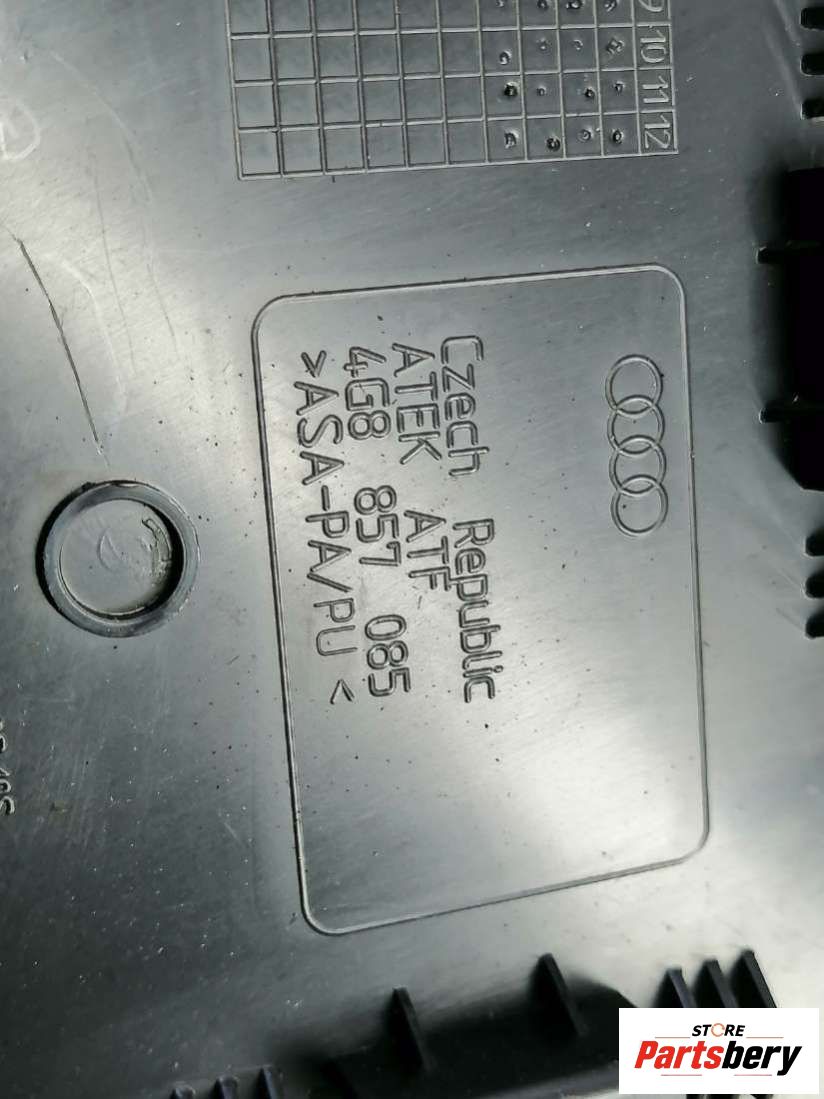 9
10
11
12
Czech Republic
ATEK ATF
4G8 857 085
>ASA-PA/PU<
STORE
Partsbery